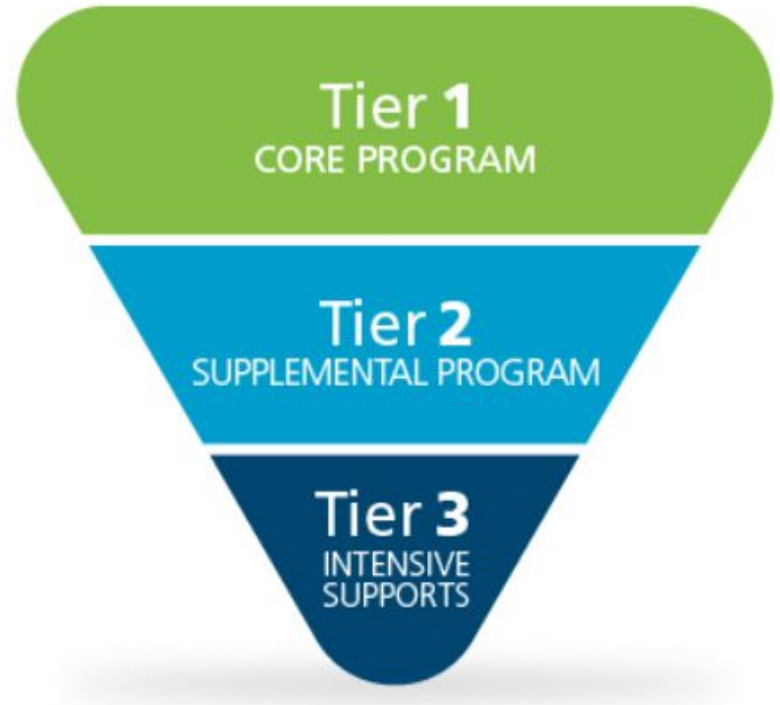 Tier 1
CORE PROGRAM
Tier 2
SUPPLEMENTAL PROGRAM
Tier 3
INTENSIVE
SUPPORTS